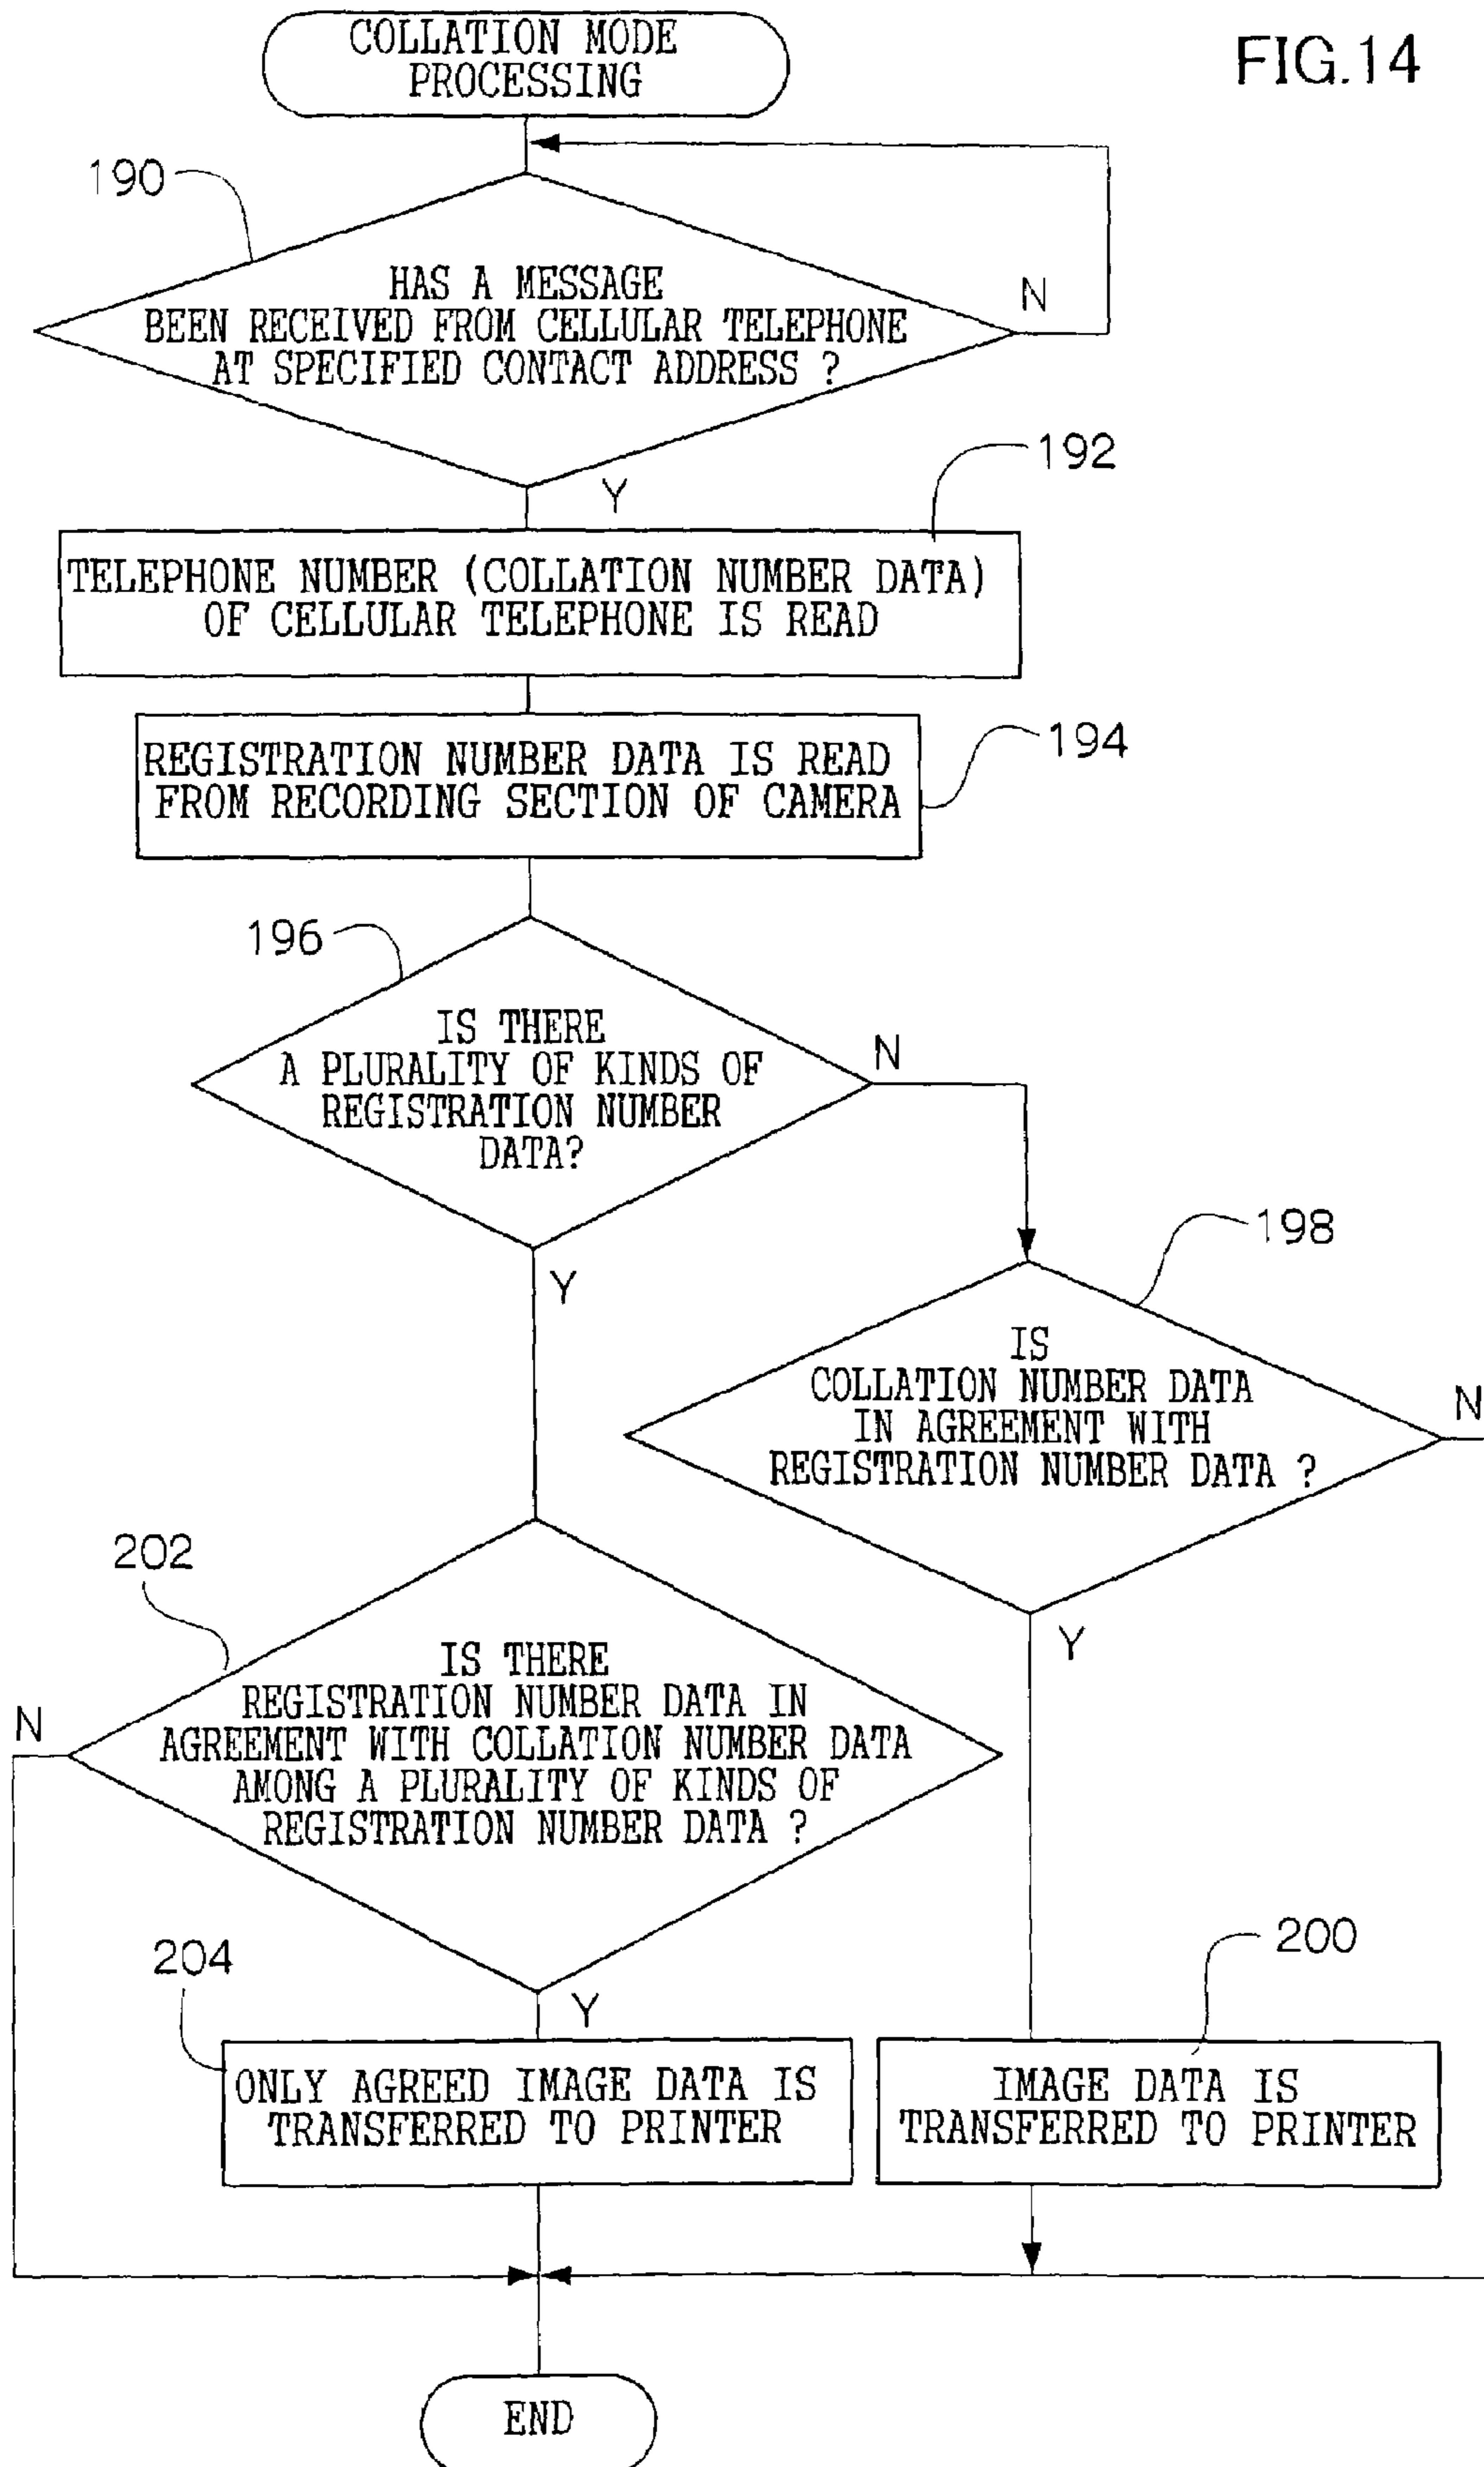 FIG.14
COLLATION MODE
PROCESSING
190
HAS A MESSAGE
BEEN RECEIVED FROM CELLULAR TELEPHONE
AT SPECIFIED CONTACT ADDRESS ?
N
Y
192
TELEPHONE NUMBER (COLLATION NUMBER DATA)
OF CELLULAR TELEPHONE IS READ
194
REGISTRATION NUMBER DATA IS READ
FROM RECORDING SECTION OF CAMERA
196
IS THERE
A PLURALITY OF KINDS OF
REGISTRATION NUMBER
DATA?
N
Y
198
IS
COLLATION NUMBER DATA
IN AGREEMENT WITH
REGISTRATION NUMBER DATA ?
N
Y
202
IS THERE
REGISTRATION NUMBER DATA IN
AGREEMENT WITH COLLATION NUMBER DATA
AMONG A PLURALITY OF KINDS OF
REGISTRATION NUMBER DATA ?
N
Y
204
ONLY AGREED IMAGE DATA IS
TRANSFERRED TO PRINTER
200
IMAGE DATA IS
TRANSFERRED TO PRINTER
END